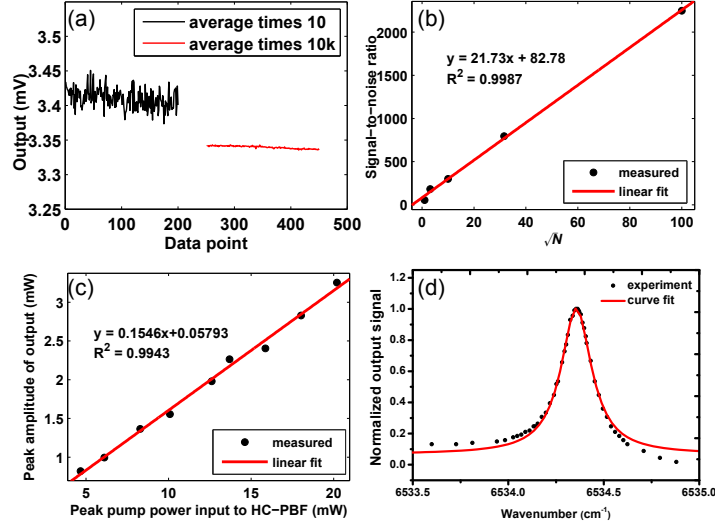 (a)
average times 10
average times 10k
3.5
3.45
3.4
3.35
3.3
3.25
Output (mV)
0 100 200 300 400 500
Data point
(b)
y = 21.73x + 82.78
R² = 0.9987
measured
linear fit
2000
1500
1000
500
0
Signal-to-noise ratio
0 20 40 60 80 100
√N
(c)
y = 0.1546x+0.05793
R² = 0.9943
measured
linear fit
3
2.5
2
1.5
1
Peak amplitude of output (mW)
5 10 15 20
Peak pump power input to HC-PBF (mW)
(d)
experiment
curve fit
1.2
1.0
0.8
0.6
0.4
0.2
0.0
Normalized output signal
6533.5 6534.0 6534.5 6535.0
Wavenumber (cm⁻¹)